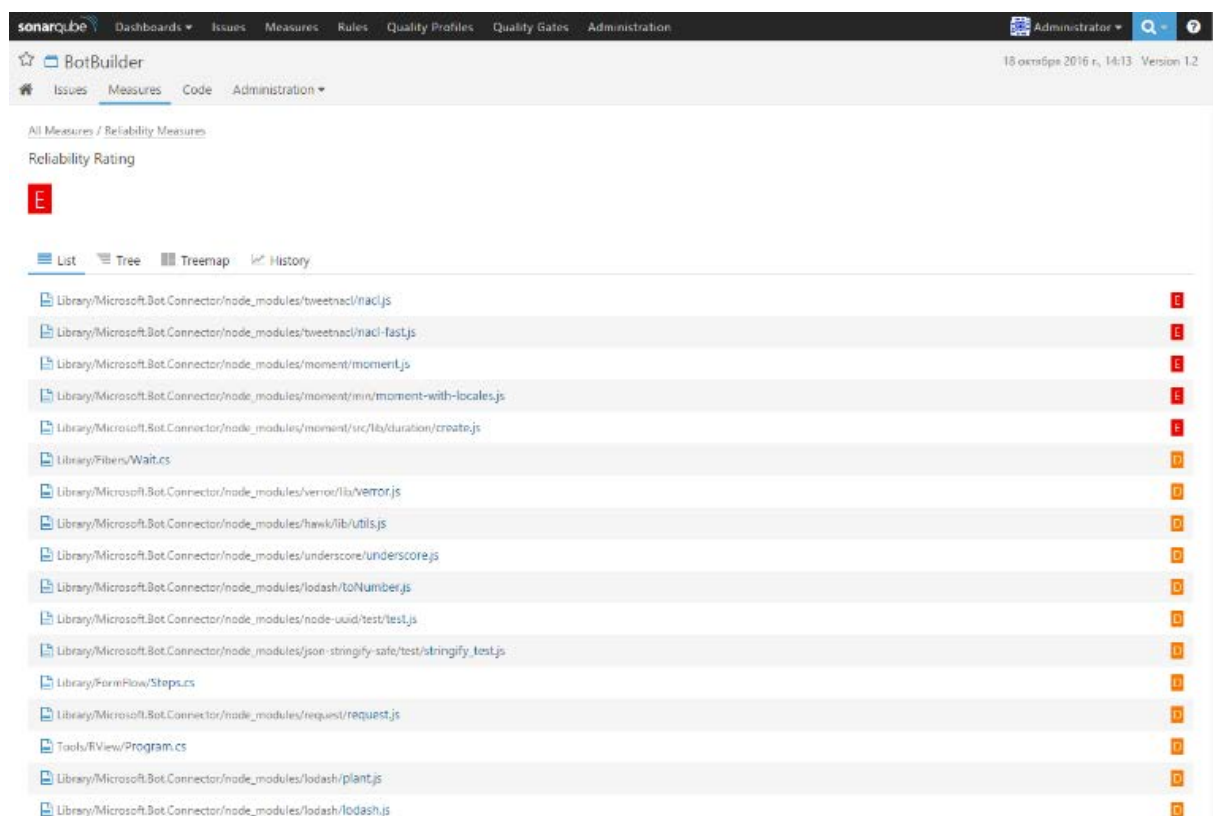 sonarqube Dashboards Issues Measures Rules Quality Profiles Quality Gates Administration Administrator
BotBuilder 18 октября 2016 г., 14:13 Version 1.2
Issues Measures Code Administration
All Measures / Reliability Measures
Reliability Rating
E
List Tree Treemap History
Library/Microsoft.Bot.Connector/node_modules/tweetnacl/nacl.js E
Library/Microsoft.Bot.Connector/node_modules/tweetnacl/nacl-fast.js E
Library/Microsoft.Bot.Connector/node_modules/moment/moment.js E
Library/Microsoft.Bot.Connector/node_modules/moment/min/moment-with-locales.js E
Library/Microsoft.Bot.Connector/node_modules/moment/src/lib/duration/create.js E
Library/Fibers/Wait.cs D
Library/Microsoft.Bot.Connector/node_modules/verror/lib/verror.js D
Library/Microsoft.Bot.Connector/node_modules/hawk/lib/utils.js D
Library/Microsoft.Bot.Connector/node_modules/underscore/underscore.js D
Library/Microsoft.Bot.Connector/node_modules/lodash/toNumber.js D
Library/Microsoft.Bot.Connector/node_modules/node-uuid/test/test.js D
Library/Microsoft.Bot.Connector/node_modules/json-stringify-safe/test/stringify_test.js D
Library/FormFlow/Steps.cs D
Library/Microsoft.Bot.Connector/node_modules/request/request.js D
Tools/RView/Program.cs D
Library/Microsoft.Bot.Connector/node_modules/lodash/plant.js D
Library/Microsoft.Bot.Connector/node_modules/lodash/lodash.js D